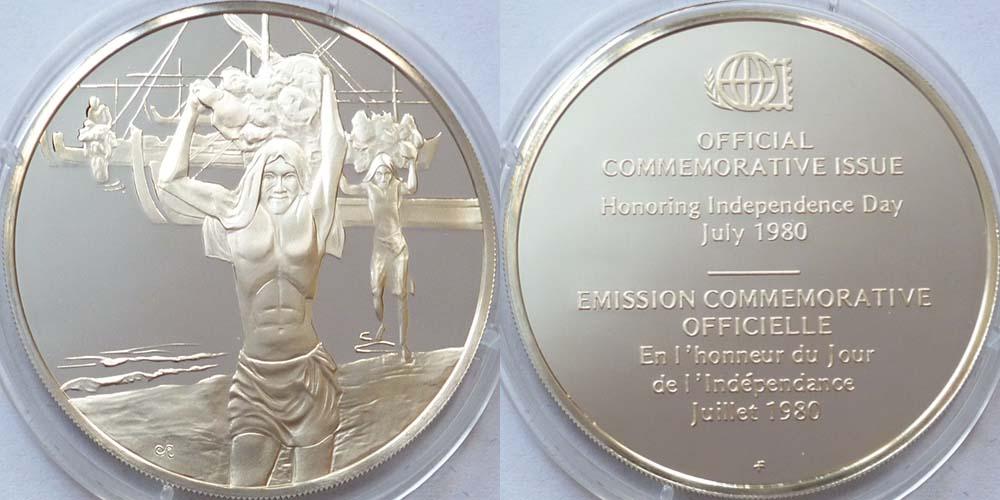 OFFICIAL
COMMEMORATIVE ISSUE
Honoring Independence Day
July 1980
EMISSION COMMEMORATIVE
OFFICIELLE
En l'honneur du Jour
de l'Indépendance
Juillet 1980